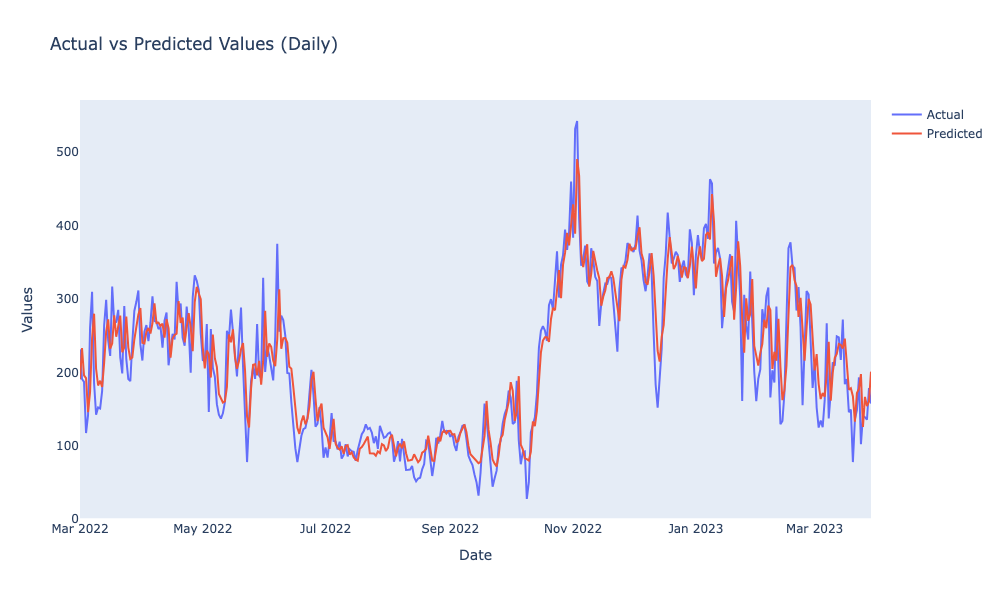 Actual vs Predicted Values (Daily)
Actual
Predicted
500
400
300
200
100
0
Values
Mar 2022 May 2022 Jul 2022 Sep 2022 Nov 2022 Jan 2023 Mar 2023
Date